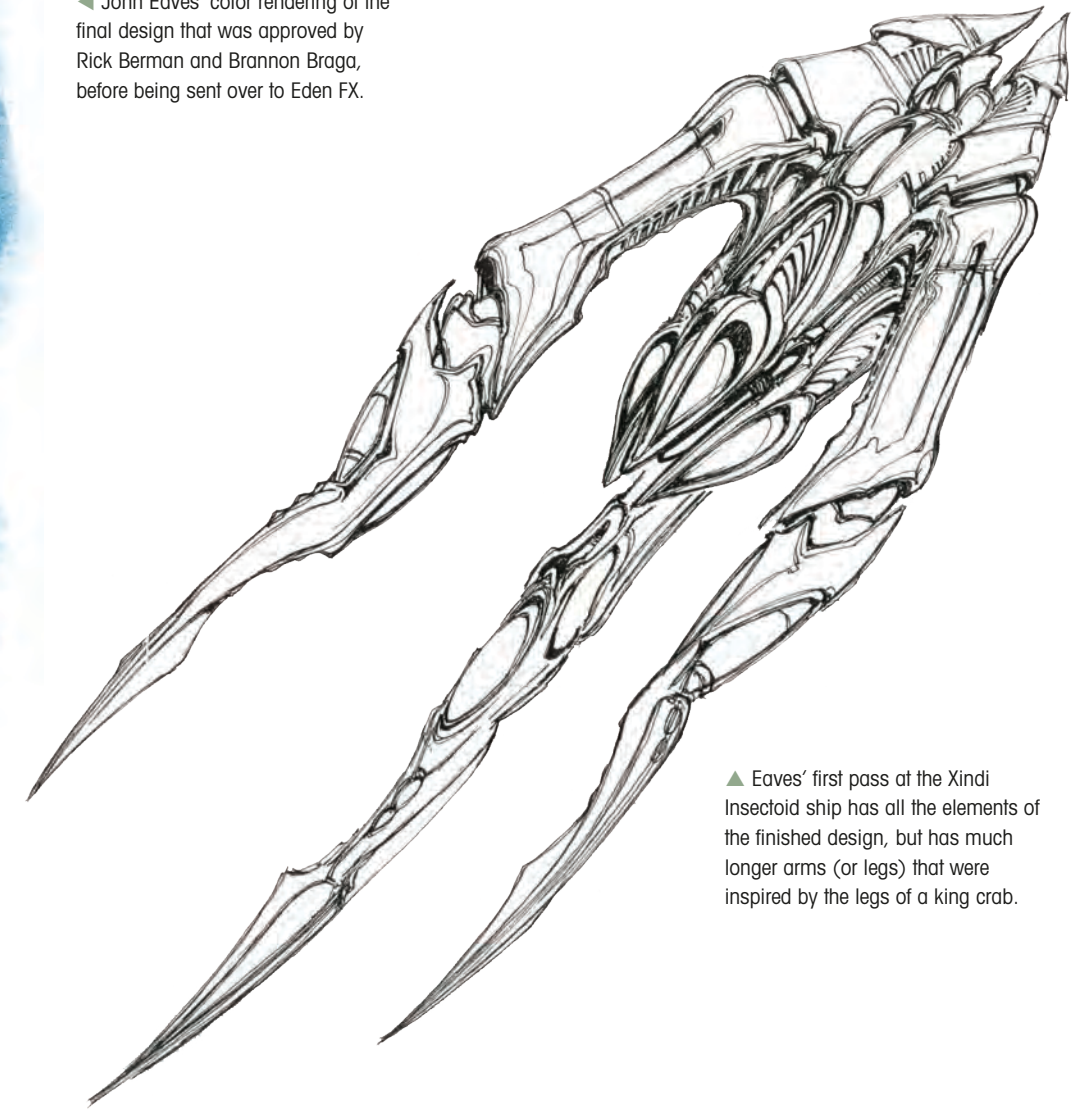 ◀ John Eaves' color rendering of the
final design that was approved by
Rick Berman and Brannon Braga,
before being sent over to Eden FX.
▲ Eaves' first pass at the Xindi
Insectoid ship has all the elements of
the finished design, but has much
longer arms (or legs) that were
inspired by the legs of a king crab.